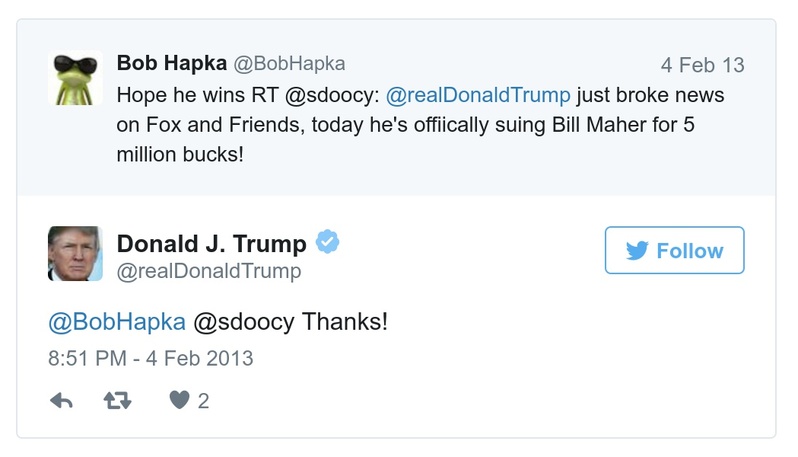 Bob Hapka @BobHapka 4 Feb 13
Hope he wins RT @sdoocy: @realDonaldTrump just broke news
on Fox and Friends, today he's offiically suing Bill Maher for 5
million bucks!
Donald J. Trump
@realDonaldTrump
Follow
@BobHapka @sdoocy Thanks!
8:51 PM - 4 Feb 2013
2